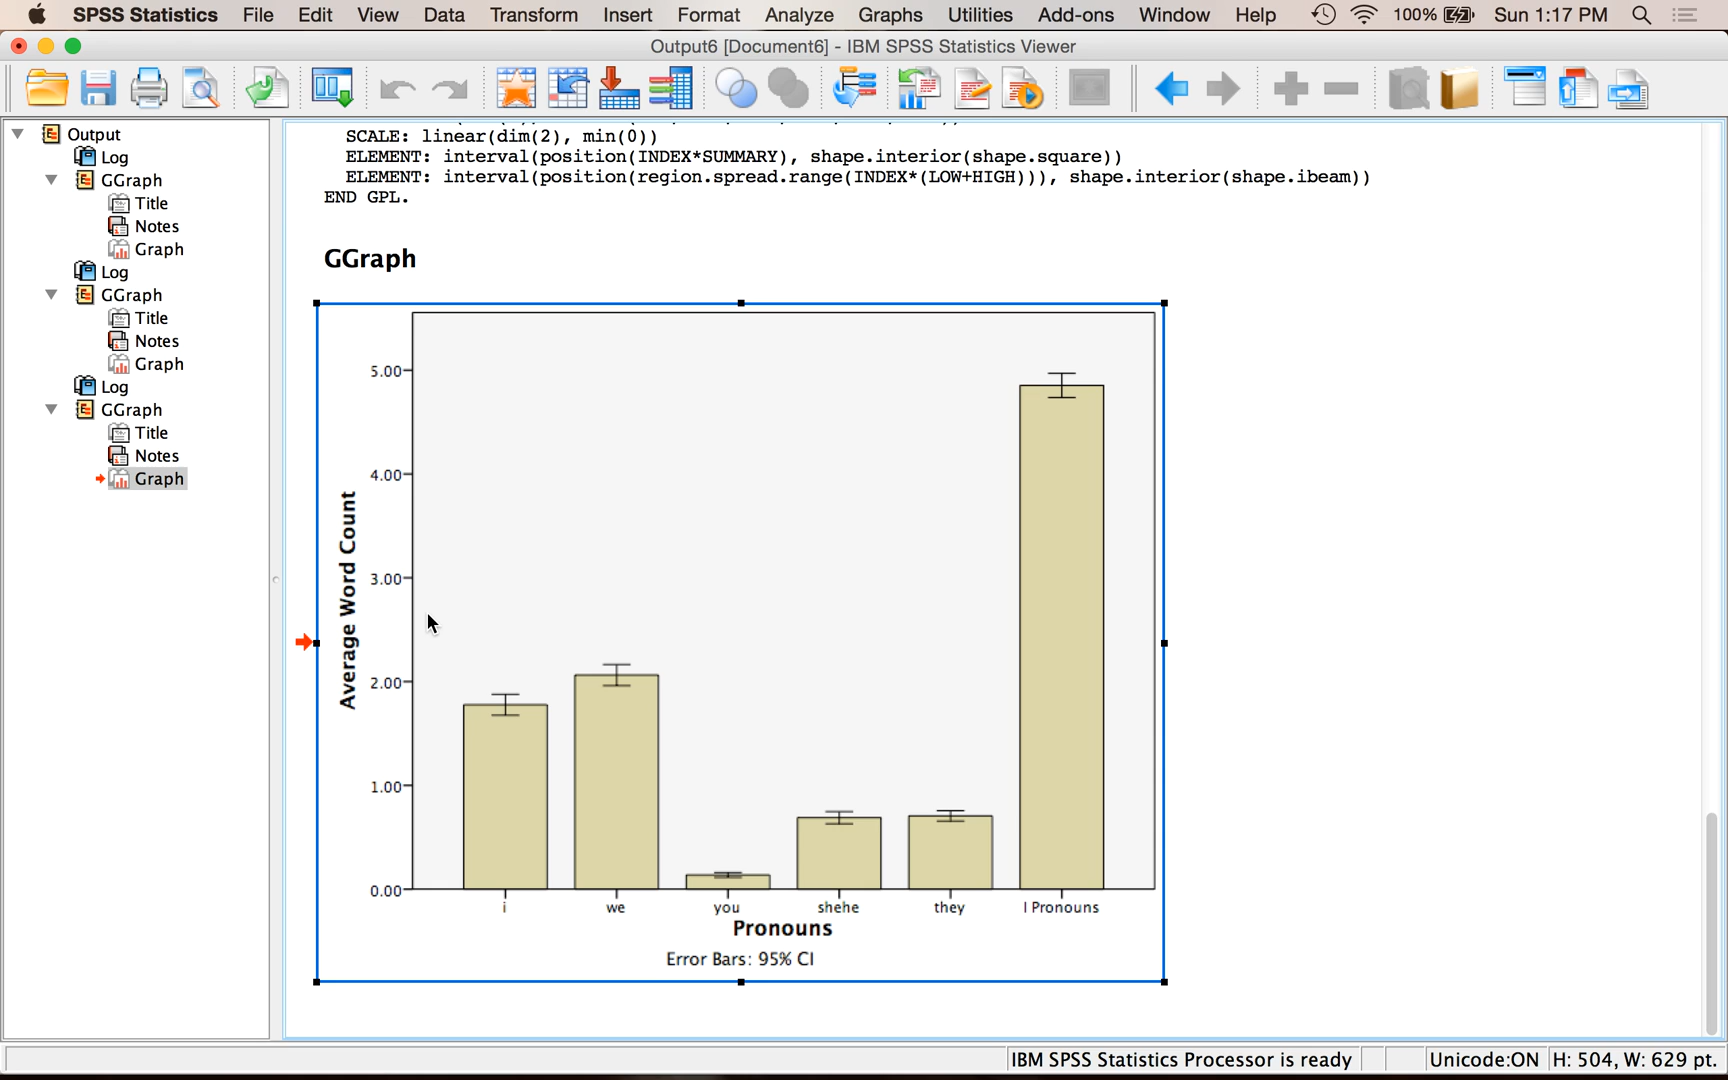 SPSS Statistics File Edit View Data Transform Insert Format Analyze Graphs Utilities Add-ons Window Help 100% Sun 1:17 PM
Output6 [Document6] - IBM SPSS Statistics Viewer
Output
Log
GGraph
Title
Notes
Graph
Log
GGraph
Title
Notes
Graph
Log
GGraph
Title
Notes
Graph
SCALE: linear(dim(2), min(0))
ELEMENT: interval(position(INDEX*SUMMARY), shape.interior(shape.square))
ELEMENT: interval(position(region.spread.range(INDEX*(LOW+HIGH))), shape.interior(shape.ibeam))
END GPL.
GGraph
Average Word Count
5.00
4.00
3.00
2.00
1.00
0.00
i we you shehe they I Pronouns
Pronouns
Error Bars: 95% CI
IBM SPSS Statistics Processor is ready Unicode:ON H: 504, W: 629 pt.